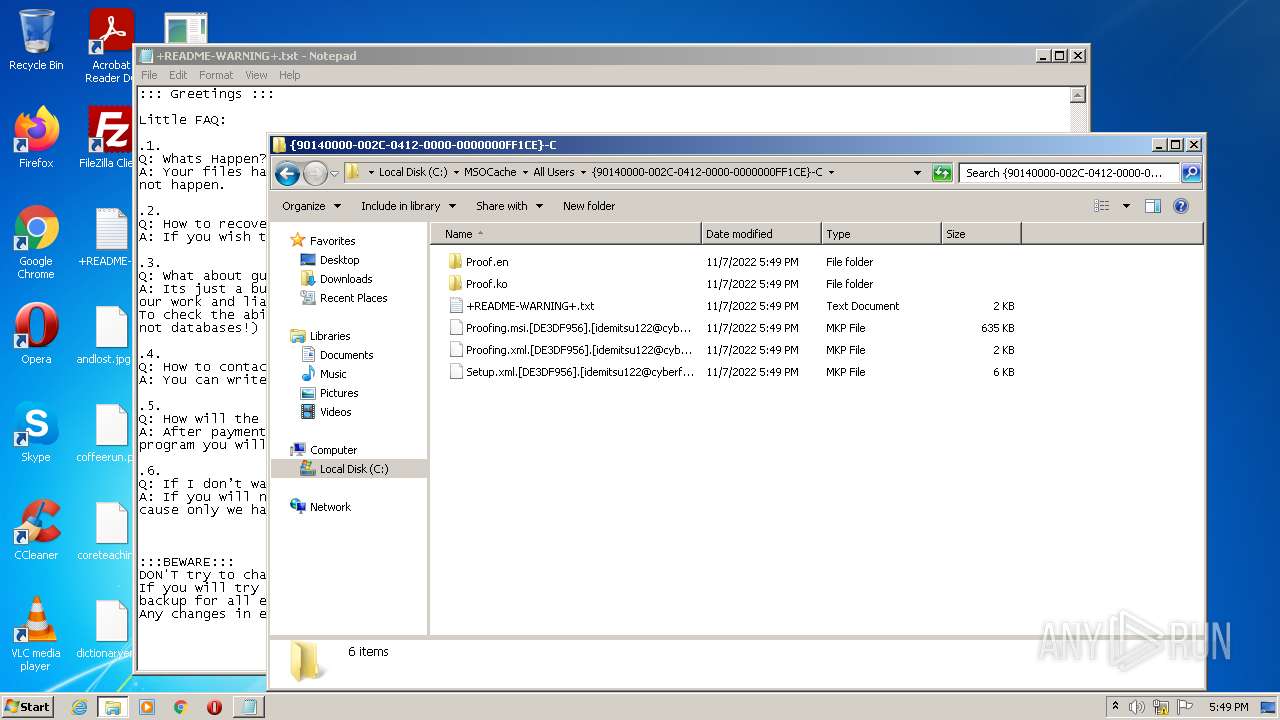 Recycle Bin
Acrobat
Reader D
Firefox
FileZilla Clie
Google
Chrome
+README-
Opera
andlost.jpg
Skype
coffeerun.p
CCleaner
coreteachin
VLC media
player
dictionaryve
+README-WARNING+.txt - Notepad
File Edit Format View Help
::: Greetings :::
Little FAQ:
.1.
Q: Whats Happen?
A: Your files ha
not happen.
.2.
Q: How to recove
A: If you wish t
.3.
Q: What about gu
A: Its just a bu
our work and lia
To check the abi
not databases!)
.4.
Q: How to contac
A: You can write
.5.
Q: How will the
A: After payment
program you will
.6.
Q: If I don't wa
A: If you will n
cause only we ha
:::BEWARE:::
DON'T try to cha
If you will try
backup for all e
Any changes in e
{90140000-002C-0412-0000-0000000FF1CE}-C
Local Disk (C:) MSOCache All Users {90140000-002C-0412-0000-0000000FF1CE}-C
Search {90140000-002C-0412-0000-0...
Organize Include in library Share with New folder
Favorites
Desktop
Downloads
Recent Places
Libraries
Documents
Music
Pictures
Videos
Computer
Local Disk (C:)
Network
Name Date modified Type Size
Proof.en 11/7/2022 5:49 PM File folder
Proof.ko 11/7/2022 5:49 PM File folder
+README-WARNING+.txt 11/7/2022 5:49 PM Text Document 2 KB
Proofing.msi.[DE3DF956].[idemitsu122@cyb... 11/7/2022 5:49 PM MKP File 635 KB
Proofing.xml.[DE3DF956].[idemitsu122@cyb... 11/7/2022 5:49 PM MKP File 2 KB
Setup.xml.[DE3DF956].[idemitsu122@cyberf... 11/7/2022 5:49 PM MKP File 6 KB
6 items
ANY RUN
Start
5:49 PM